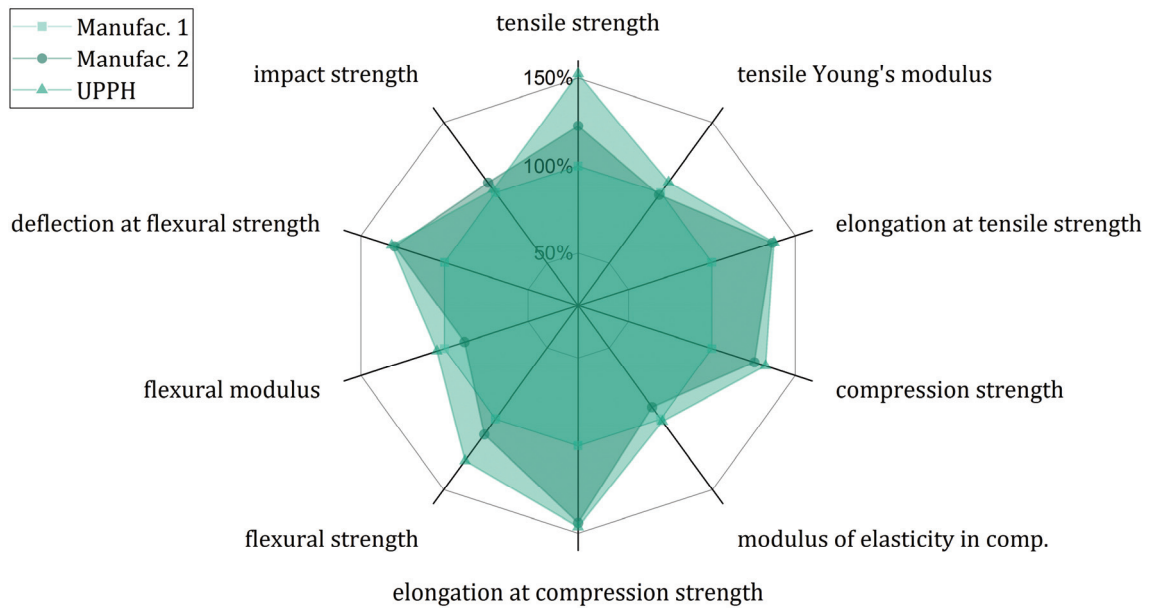 Manufac. 1
Manufac. 2
UPPH
tensile strength
impact strength
tensile Young's modulus
150%
100%
50%
deflection at flexural strength
elongation at tensile strength
flexural modulus
compression strength
flexural strength
modulus of elasticity in comp.
elongation at compression strength